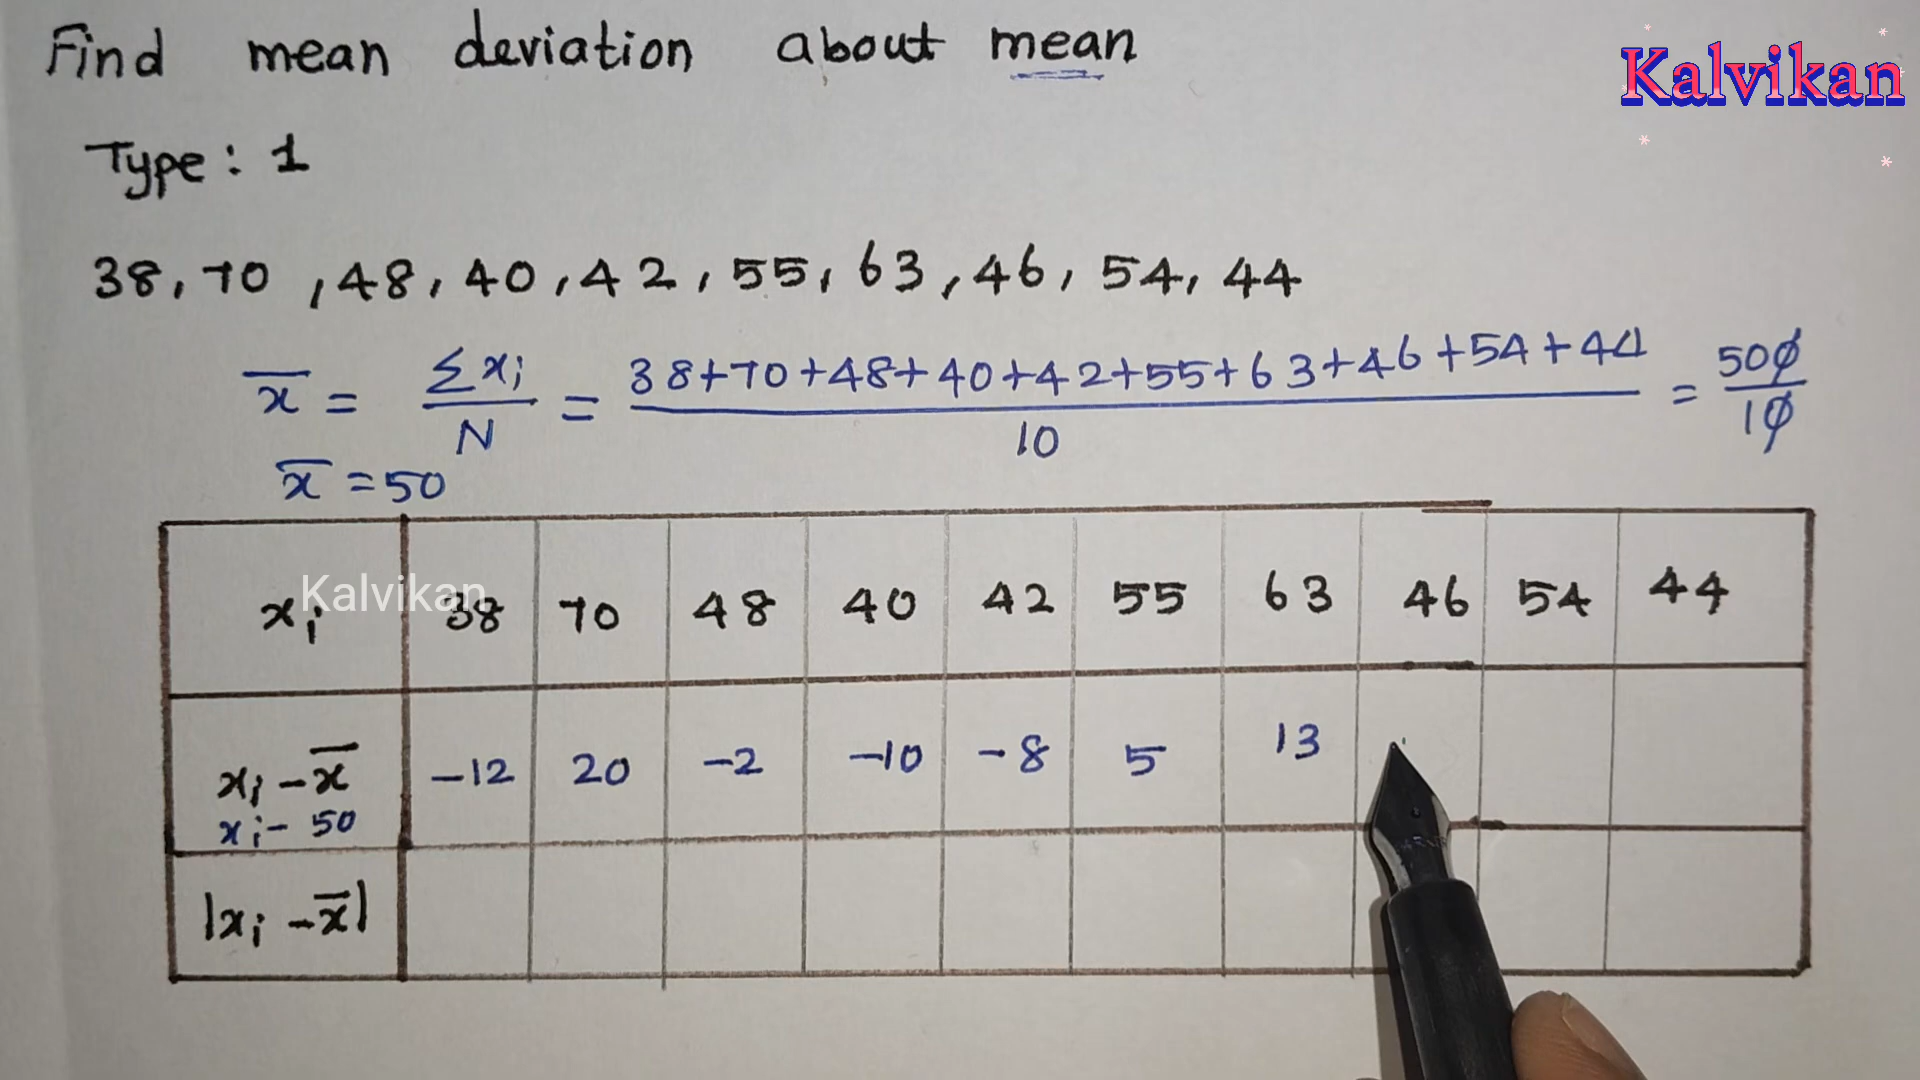 Find mean deviation about mean
Kalvikan
Type: 1
38, 70, 48, 40, 42, 55, 63, 46, 54, 44
x̄ = Σxi/N = 38+70+48+40+42+55+63+46+54+44/10 = 500/10
x̄ = 50
Kalvikan
xi 38 70 48 40 42 55 63 46 54 44
xi - x̄ -12 20 -2 -10 -8 5 13
xi - 50
|xi - x̄|